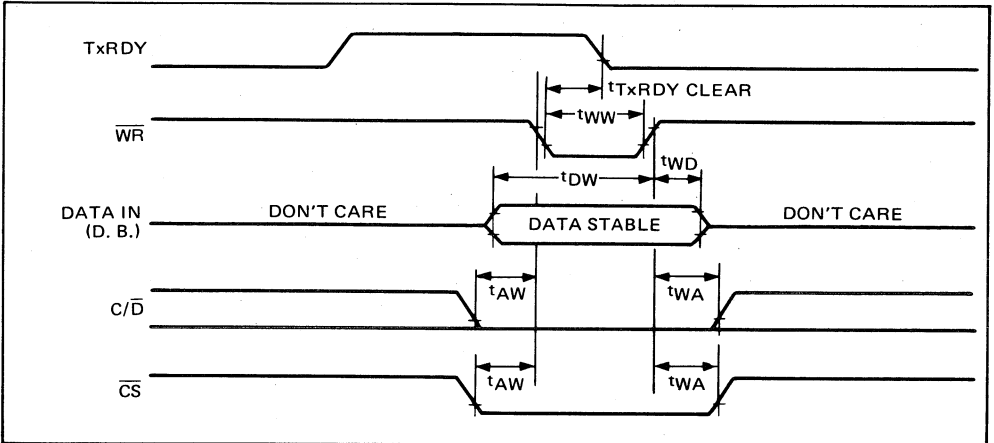 TxRDY
tTxRDY CLEAR
tWW
WR
tDW
tWD
DATA IN
(D. B.)
DON'T CARE
DATA STABLE
DON'T CARE
tAW
tWA
C/D
tAW
tWA
CS